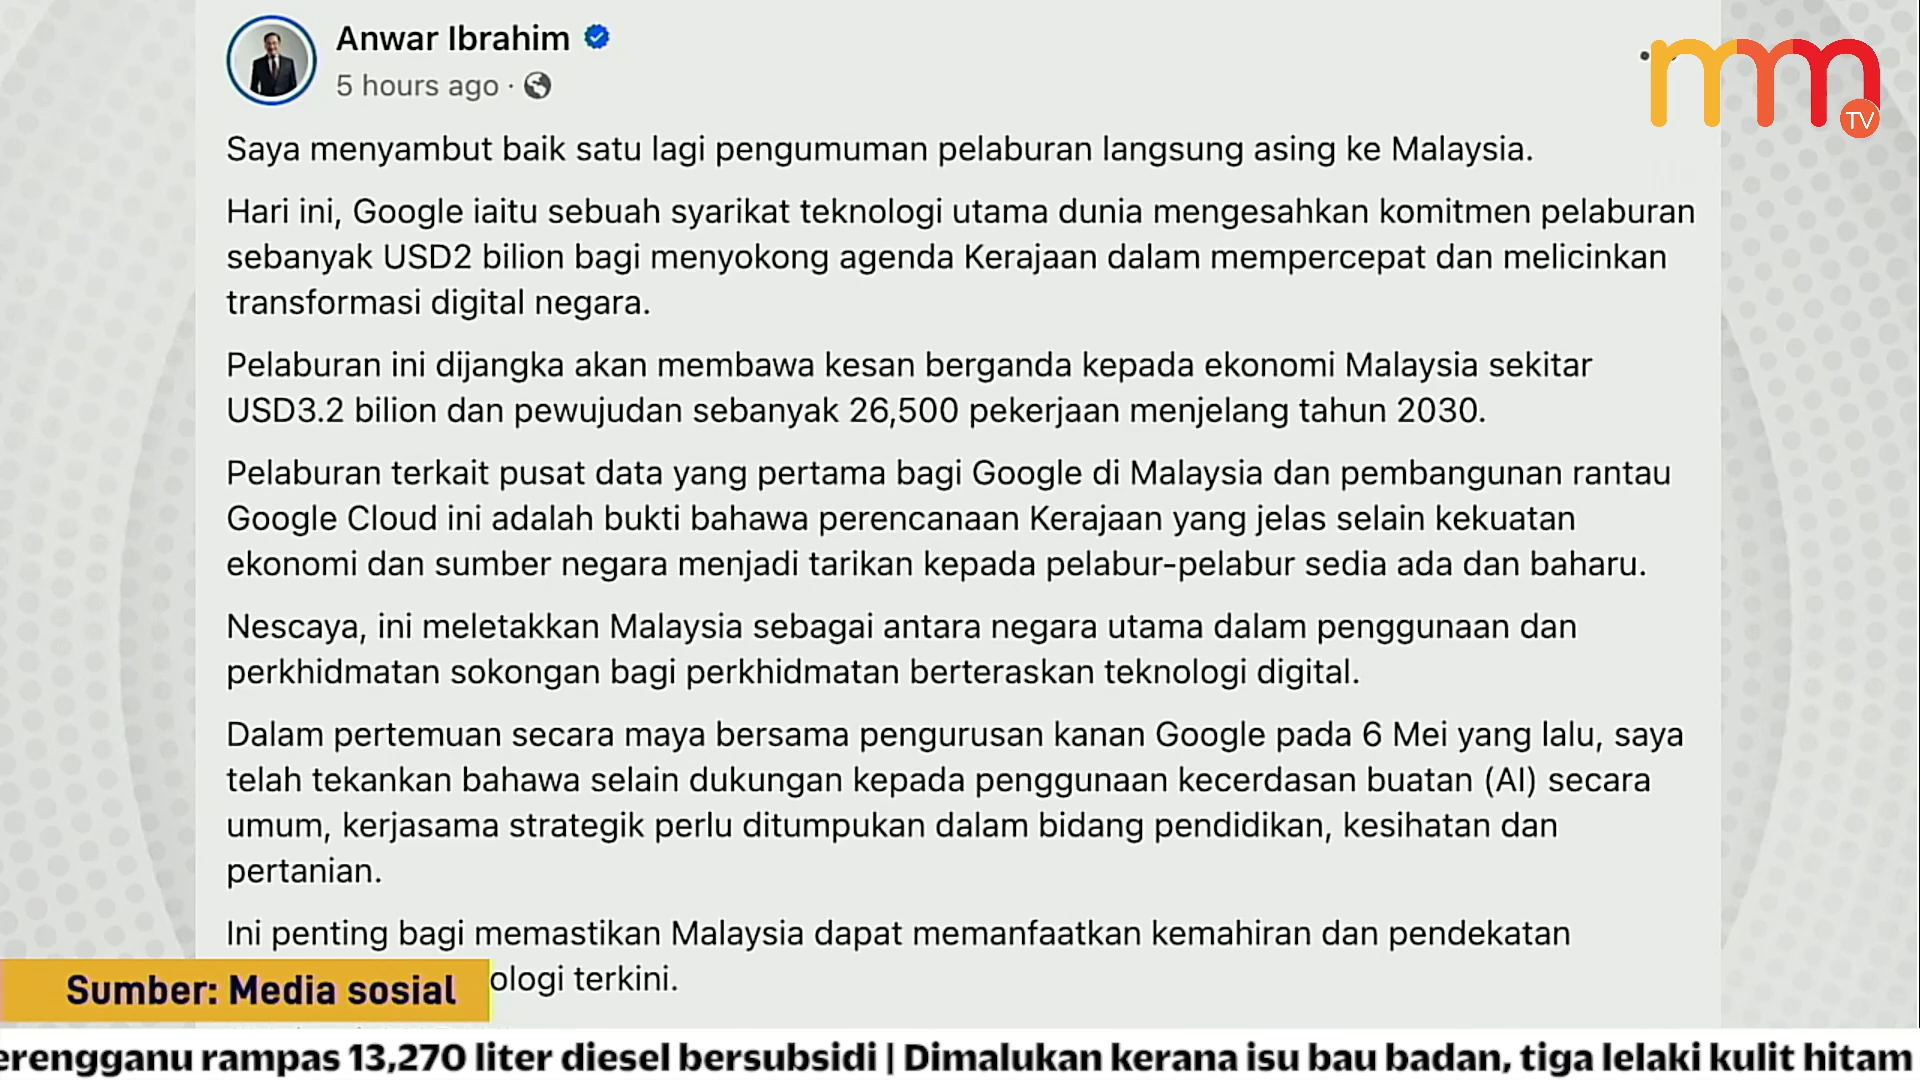 Anwar Ibrahim
5 hours ago ·
mm
TV
Saya menyambut baik satu lagi pengumuman pelaburan langsung asing ke Malaysia.
Hari ini, Google iaitu sebuah syarikat teknologi utama dunia mengesahkan komitmen pelaburan
sebanyak USD2 bilion bagi menyokong agenda Kerajaan dalam mempercepat dan melicinkan
transformasi digital negara.
Pelaburan ini dijangka akan membawa kesan berganda kepada ekonomi Malaysia sekitar
USD3.2 bilion dan pewujudan sebanyak 26,500 pekerjaan menjelang tahun 2030.
Pelaburan terkait pusat data yang pertama bagi Google di Malaysia dan pembangunan rantau
Google Cloud ini adalah bukti bahawa perencanaan Kerajaan yang jelas selain kekuatan
ekonomi dan sumber negara menjadi tarikan kepada pelabur-pelabur sedia ada dan baharu.
Nescaya, ini meletakkan Malaysia sebagai antara negara utama dalam penggunaan dan
perkhidmatan sokongan bagi perkhidmatan berteraskan teknologi digital.
Dalam pertemuan secara maya bersama pengurusan kanan Google pada 6 Mei yang lalu, saya
telah tekankan bahawa selain dukungan kepada penggunaan kecerdasan buatan (AI) secara
umum, kerjasama strategik perlu ditumpukan dalam bidang pendidikan, kesihatan dan
pertanian.
Ini penting bagi memastikan Malaysia dapat memanfaatkan kemahiran dan pendekatan
ologi terkini.
Sumber: Media sosial
erengganu rampas 13,270 liter diesel bersubsidi | Dimalukan kerana isu bau badan, tiga lelaki kulit hitam